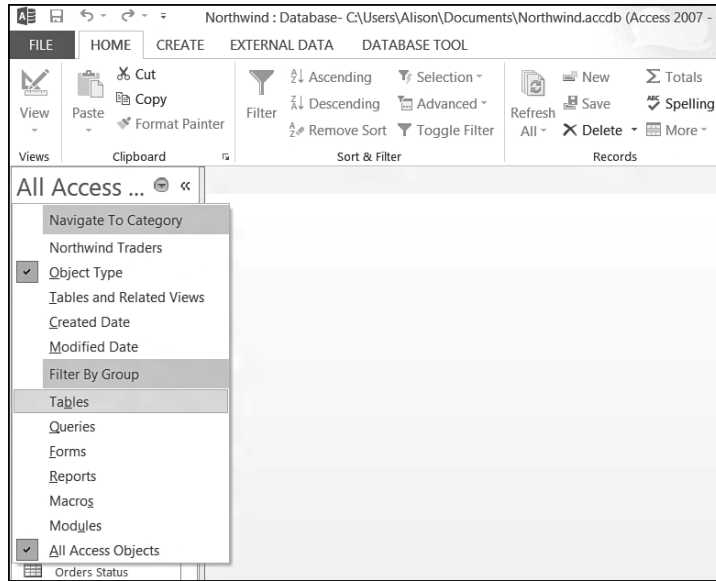 Northwind : Database- C:\Users\Alison\Documents\Northwind.accdb (Access 2007 -
FILE HOME CREATE EXTERNAL DATA DATABASE TOOL
View
Paste
Cut
Copy
Format Painter
Filter
Ascending
Descending
Remove Sort
Selection
Advanced
Toggle Filter
Refresh
All
New
Save
Delete
Totals
Spelling
More
Views Clipboard Sort & Filter Records
All Access ...
Navigate To Category
Northwind Traders
Object Type
Tables and Related Views
Created Date
Modified Date
Filter By Group
Tables
Queries
Forms
Reports
Macros
Modules
All Access Objects
Orders Status